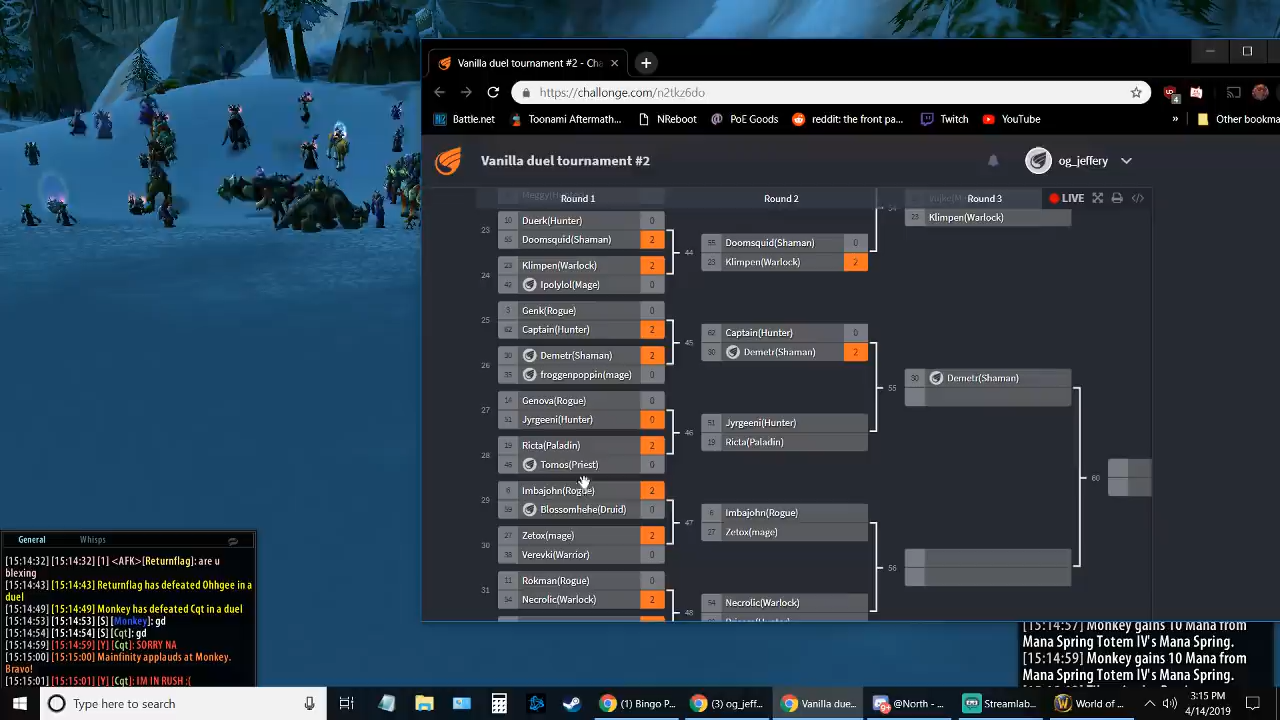 Vanilla duel tournament #2 - Cha
https://challonge.com/n2tkz6do
4
Battle.net
Toonami Aftermath...
NReboot
PoE Goods
reddit: the front pa...
Twitch
YouTube
»
Other bookma
Vanilla duel tournament #2
og_jeffery
Round 1
Round 2
Round 3
LIVE
23
Duerk(Hunter) 0
55 Doomsquid(Shaman) 2
24
23 Klimpen(Warlock) 2
42 Ipolylol(Mage) 0
25
3 Genk(Rogue) 0
62 Captain(Hunter) 2
26
30 Demetr(Shaman) 2
35 froggenpoppin(mage) 0
27
14 Genova(Rogue) 0
51 Jyrgeeni(Hunter) 0
28
19 Ricta(Paladin) 2
46 Tomos(Priest) 0
29
6 Imbajohn(Rogue) 2
59 Blossomhehe(Druid) 0
30
27 Zetox(mage) 2
38 Verevki(Warrior) 0
31
11 Rokman(Rogue) 0
54 Necrolic(Warlock) 2
44
55 Doomsquid(Shaman) 0
23 Klimpen(Warlock) 2
45
62 Captain(Hunter) 0
30 Demetr(Shaman) 2
46
51 Jyrgeeni(Hunter)
19 Ricta(Paladin)
47
6 Imbajohn(Rogue)
27 Zetox(mage)
48
54 Necrolic(Warlock)
54
23 Klimpen(Warlock)
55
30 Demetr(Shaman)
56
60
General Whisps
[15:14:32] [15:14:32] [1] <AFK>[Returnflag]: are u
blexing
[15:14:43] [15:14:43] Returnflag has defeated Ohhgee in a
duel
[15:14:49] [15:14:49] Monkey has defeated Cqt in a duel
[15:14:53] [15:14:53] [S] [Monkey]: gd
[15:14:54] [15:14:54] [S] [Cqt]: gd
[15:14:59] [15:14:59] [Y] [Cqt]: SORRY NA
[15:15:00] [15:15:00] Mainfinity applauds at Monkey.
Bravo!
[15:15:01] [15:15:01] [Y] [Cqt]: IM IN RUSH :(
[15:14:57] Monkey gains 10 Mana from
Mana Spring Totem IV's Mana Spring.
[15:14:59] Monkey gains 10 Mana from
Mana Spring Totem IV's Mana Spring.
Type here to search
(1) Bingo P...
(3) og_jeff...
Vanilla due...
@North - ...
Streamlab...
World of ...
3:15 PM
4/14/2019